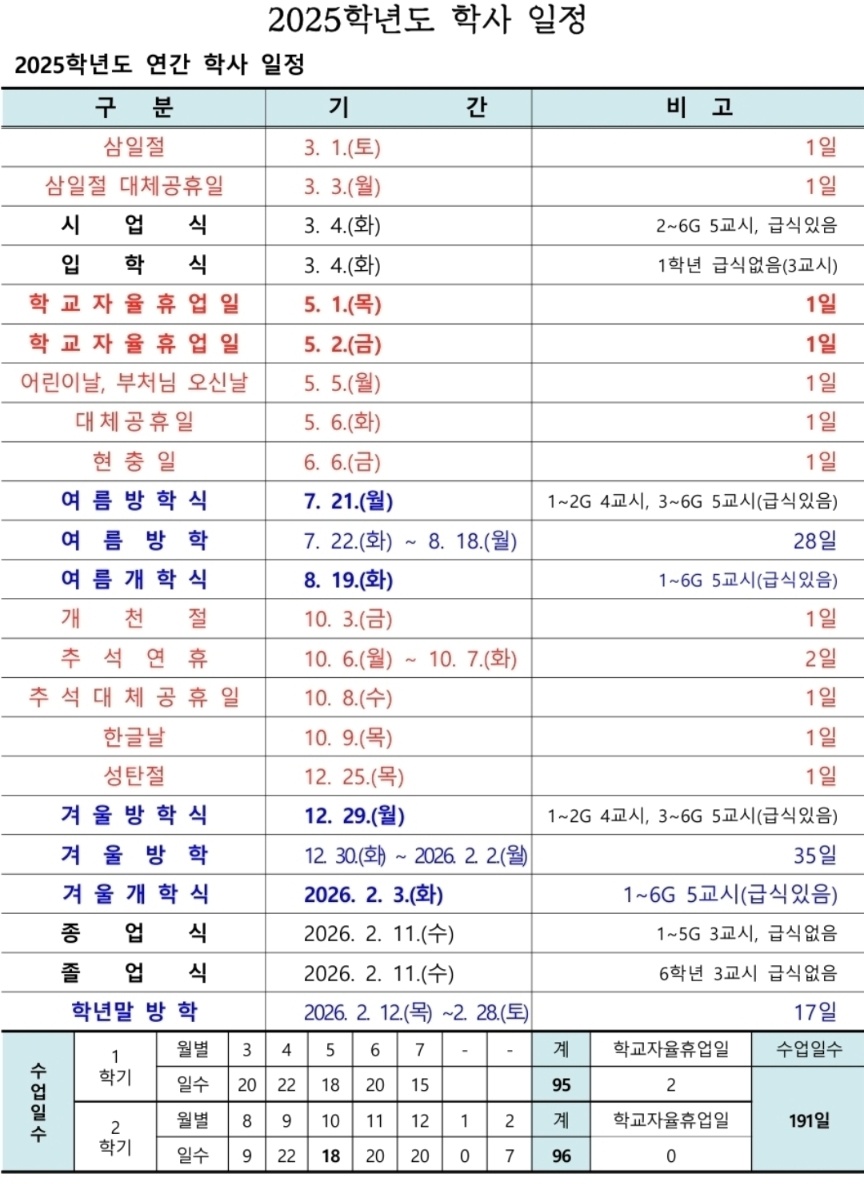 2025학년도 학사 일정
2025학년도 연간 학사 일정
구 분 기 간 비 고
삼일절 3. 1.(토) 1일
삼일절 대체공휴일 3. 3.(월) 1일
시 업 식 3. 4.(화) 2~6G 5교시, 급식있음
입 학 식 3. 4.(화) 1학년 급식없음(3교시)
학 교 자 율 휴 업 일 5. 1.(목) 1일
학 교 자 율 휴 업 일 5. 2.(금) 1일
어린이날, 부처님 오신날 5. 5.(월) 1일
대체공휴일 5. 6.(화) 1일
현 충 일 6. 6.(금) 1일
여 름 방 학 식 7. 21.(월) 1~2G 4교시, 3~6G 5교시(급식있음)
여 름 방 학 7. 22.(화) ~ 8. 18.(월) 28일
여 름 개 학 식 8. 19.(화) 1~6G 5교시(급식있음)
개 천 절 10. 3.(금) 1일
추 석 연 휴 10. 6.(월) ~ 10. 7.(화) 2일
추 석 대 체 공 휴 일 10. 8.(수) 1일
한글날 10. 9.(목) 1일
성탄절 12. 25.(목) 1일
겨 울 방 학 식 12. 29.(월) 1~2G 4교시, 3~6G 5교시(급식있음)
겨 울 방 학 12. 30.(화) ~ 2026. 2. 2.(월) 35일
겨 울 개 학 식 2026. 2. 3.(화) 1~6G 5교시(급식있음)
종 업 식 2026. 2. 11.(수) 1~5G 3교시, 급식없음
졸 업 식 2026. 2. 11.(수) 6학년 3교시 급식없음
학년말 방 학 2026. 2. 12.(목) ~2. 28.(토) 17일
수업일수 1학기 월별 3 4 5 6 7 - - 계 학교자율휴업일 수업일수
일수 20 22 18 20 15 95 2 191일
2학기 월별 8 9 10 11 12 1 2 계 학교자율휴업일
일수 9 22 18 20 20 0 7 96 0